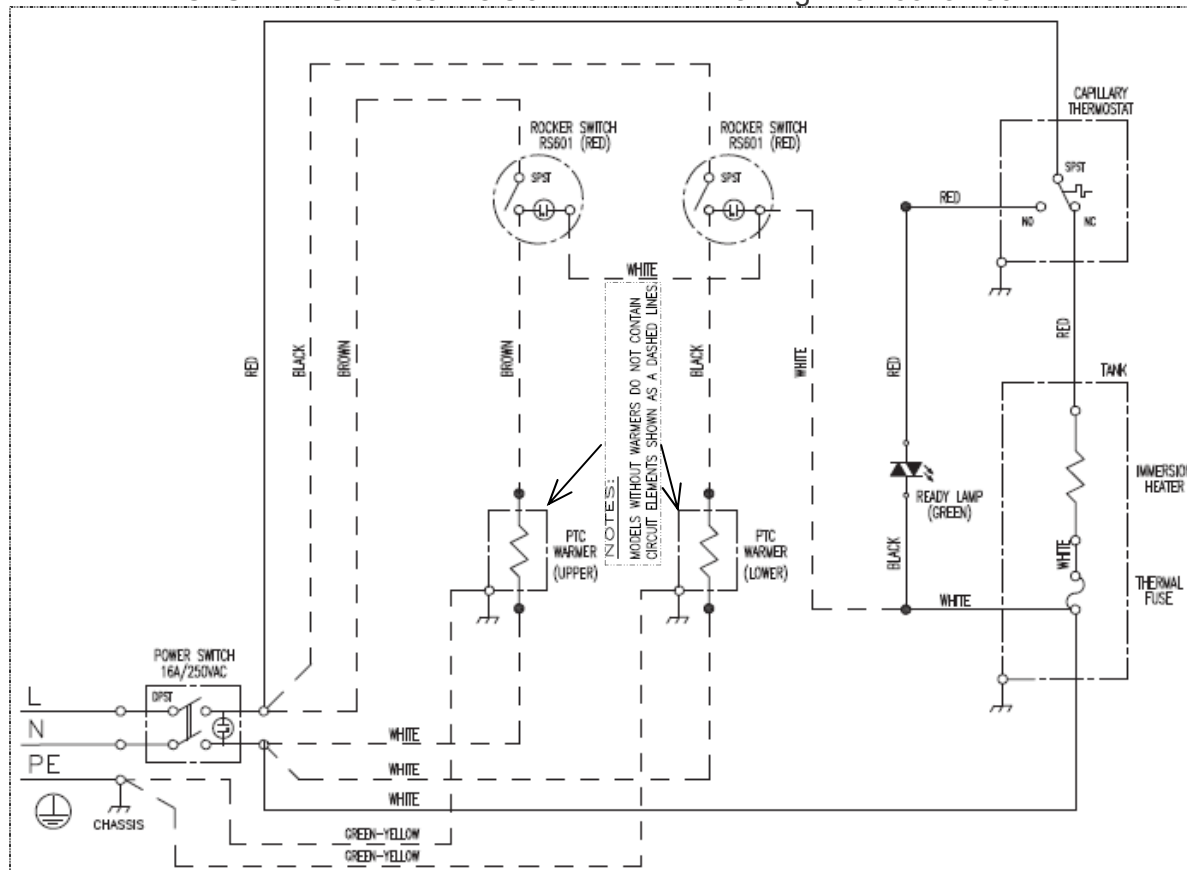 CAPILLARY
THERMOSTAT
ROCKER SWITCH
RS601 (RED)
ROCKER SWITCH
RS601 (RED)
SPST
SPST
SPST
RED
NO
NC
WHITE
RED
BLACK
BROWN
BROWN
BLACK
WHITE
RED
RED
TANK
NOTES:
MODELS WITHOUT WARMERS DO NOT CONTAIN
CIRCUIT ELEMENTS SHOWN AS A DASHED LINES.
IMMERSIO
HEATER
READY LAMP
(GREEN)
PTC
WARMER
(UPPER)
PTC
WARMER
(LOWER)
BLACK
WHITE
THERMAL
FUSE
WHITE
POWER SWITCH
16A/250VAC
DPST
L
N
PE
WHITE
WHITE
WHITE
CHASSIS
GREEN-YELLOW
GREEN-YELLOW